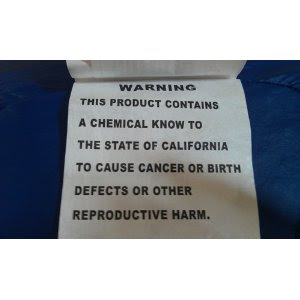 WARNING
THIS PRODUCT CONTAINS
A CHEMICAL KNOW TO
THE STATE OF CALIFORNIA
TO CAUSE CANCER OR BIRTH
DEFECTS OR OTHER
REPRODUCTIVE HARM.